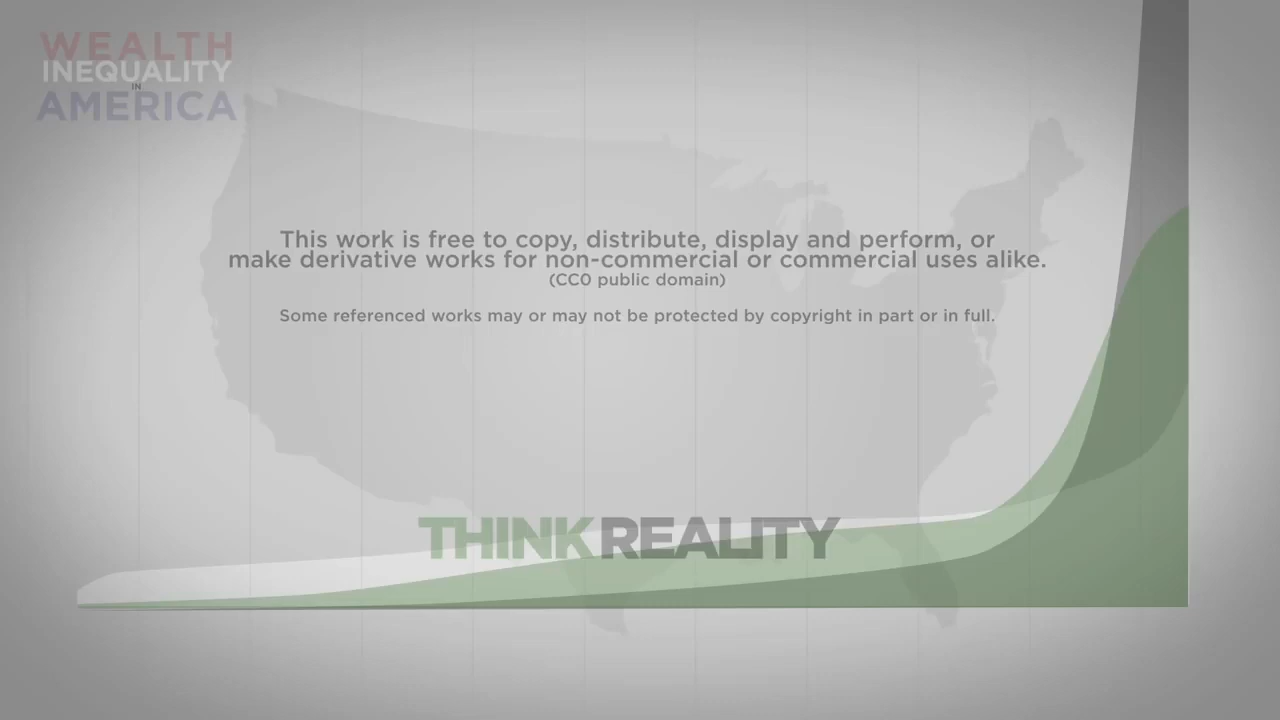 WEALTH
INEQUALITY
IN
AMERICA
This work is free to copy, distribute, display and perform, or
make derivative works for non-commercial or commercial uses alike.
(CC0 public domain)
Some referenced works may or may not be protected by copyright in part or in full.
THINKREALITY